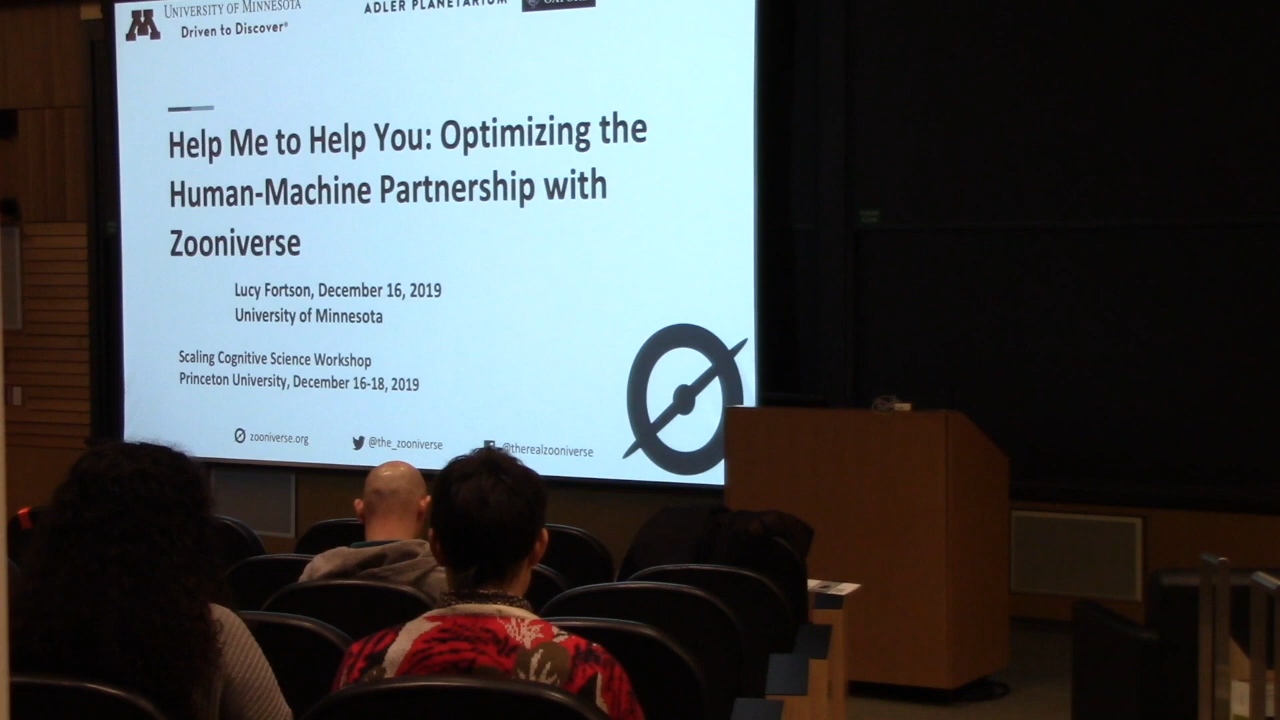 UNIVERSITY OF MINNESOTA
Driven to Discover®
ADLER PLANETARIUM
OXFORD
Help Me to Help You: Optimizing the
Human-Machine Partnership with
Zooniverse
Lucy Fortson, December 16, 2019
University of Minnesota
Scaling Cognitive Science Workshop
Princeton University, December 16-18, 2019
zooniverse.org
@the_zooniverse
@therealzooniverse